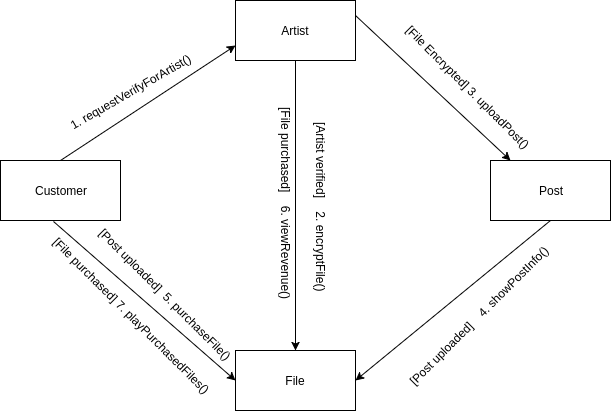 Artist
[File Encrypted] 3. uploadPost()
1. requestVerifyForArtist()
[File purchased] 6. viewRevenue()
[Artist verified] 2. encryptFile()
Customer
Post
[Post uploaded] 5. purchaseFile()
[File purchased] 7. playPurchasedFiles()
[Post uploaded] 4. showPostInfo()
File